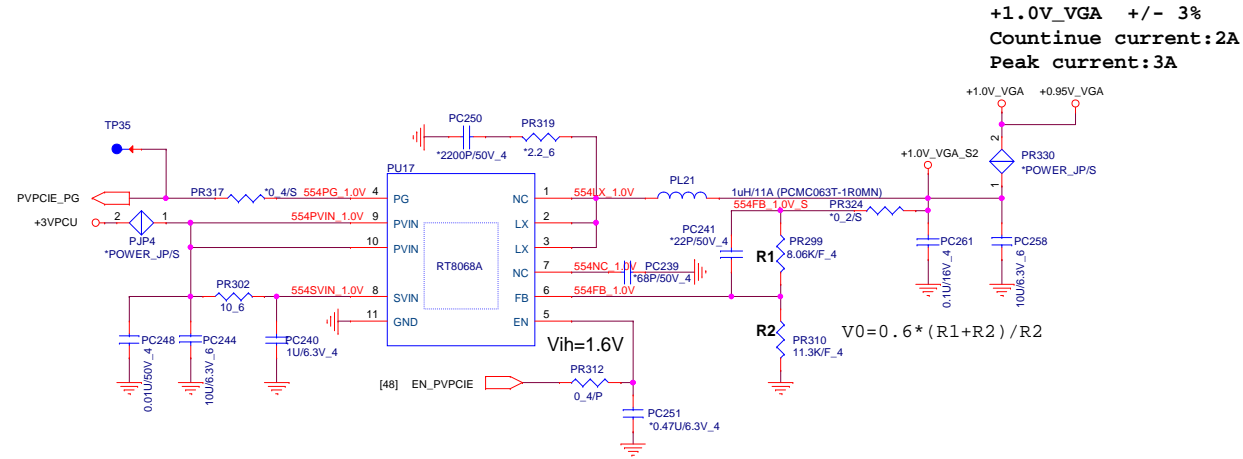 +1.0V_VGA +/- 3%
Countinue current:2A
Peak current:3A
+1.0V_VGA +0.95V_VGA
TP35
PC250
*2200P/50V_4
PR319
*2.2_6
2
PR330
*POWER_JP/S
1
+1.0V_VGA_S2
PU17
PVPCIE_PG
PR317
*0_4/S
554PG_1.0V
4
PG
NC
1
554LX_1.0V
PL21
1uH/11A (PCMC063T-1R0MN)
+3VPCU
2
1
PJP4
*POWER_JP/S
554PVIN_1.0V
9
PVIN
LX
2
554FB_1.0V_S
PR324
*0_2/S
10
PVIN
LX
3
PC241
*22P/50V_4
R1
PR299
8.06K/F_4
PC261
0.1U/16V_4
PC258
10U/6.3V_6
RT8068A
NC
7
554NC_1.0V
PC239
*68P/50V_4
PR302
10_6
554SVIN_1.0V
8
SVIN
FB
6
554FB_1.0V
11
GND
EN
5
PC248
0.01U/50V_4
PC244
10U/6.3V_6
PC240
1U/6.3V_4
Vih=1.6V
R2
PR310
11.3K/F_4
V0=0.6*(R1+R2)/R2
[48] EN_PVPCIE
PR312
0_4/P
PC251
*0.47U/6.3V_4